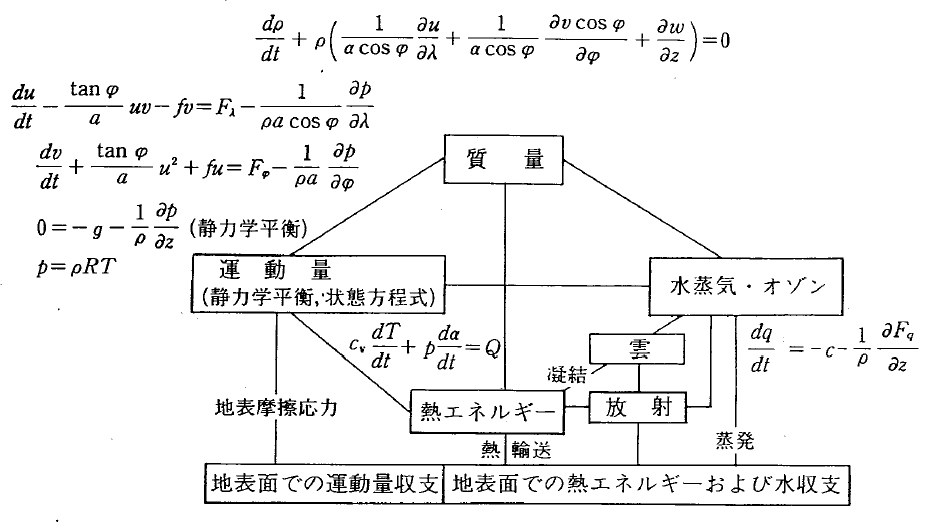 dρ/dt + ρ(1/(a cos φ) ∂u/∂λ + 1/(a cos φ) ∂v cos φ/∂φ + ∂w/∂z) = 0
du/dt − tan φ/a uv − fv = F_λ − 1/(ρa cos φ) ∂p/∂λ
dv/dt + tan φ/a u² + fu = F_φ − 1/(ρa) ∂p/∂φ
0 = −g − 1/ρ ∂p/∂z (静力学平衡)
p = ρRT
質量
運動量
(静力学平衡,状態方程式)
水蒸気・オゾン
c_v dT/dt + p dα/dt = Q
雲
dq/dt = −c − 1/ρ ∂F_q/∂z
凝結
地表摩擦応力
熱エネルギー
放射
熱輸送
蒸発
地表面での運動量収支
地表面での熱エネルギーおよび水収支